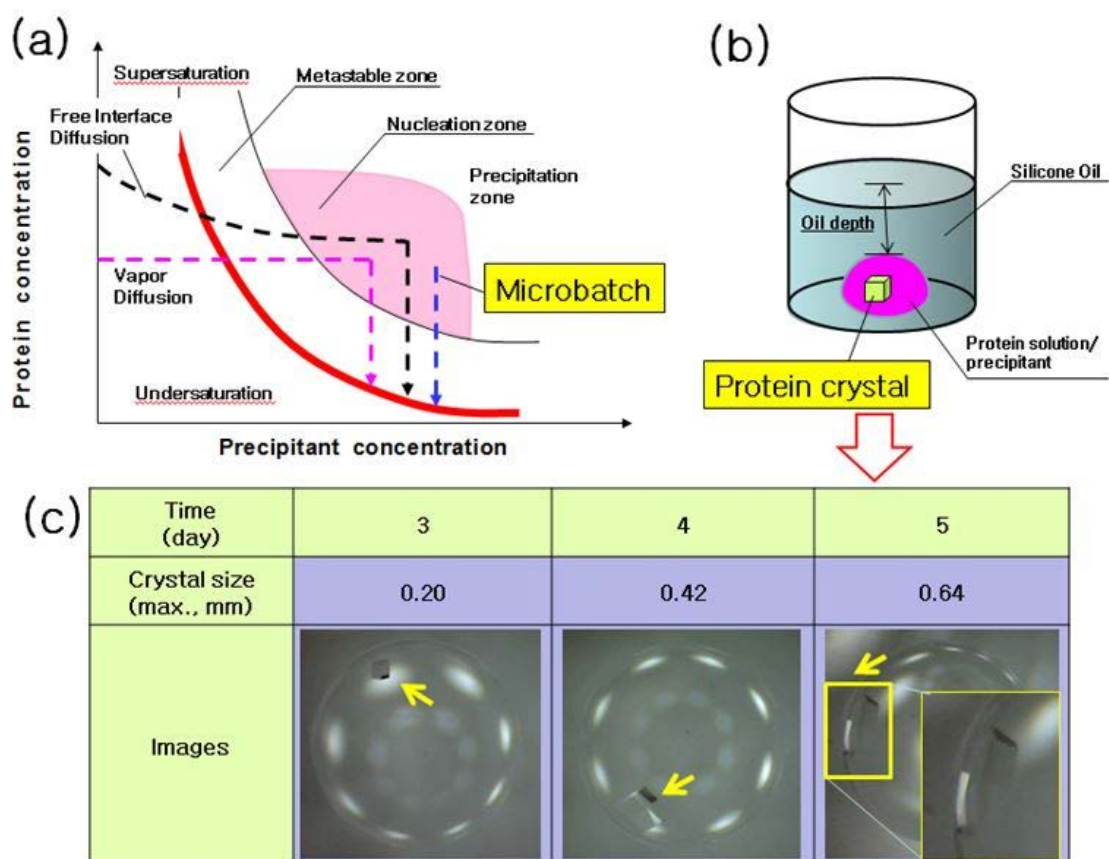 (a)
Supersaturation
Metastable zone
Free Interface
Diffusion
Nucleation zone
Precipitation
zone
Vapor
Diffusion
Microbatch
Undersaturation
Protein concentration
Precipitant concentration
(b)
Silicone Oil
Oil depth
Protein solution/
precipitant
Protein crystal
(c)
Time
(day)
3
4
5
Crystal size
(max., mm)
0.20
0.42
0.64
Images